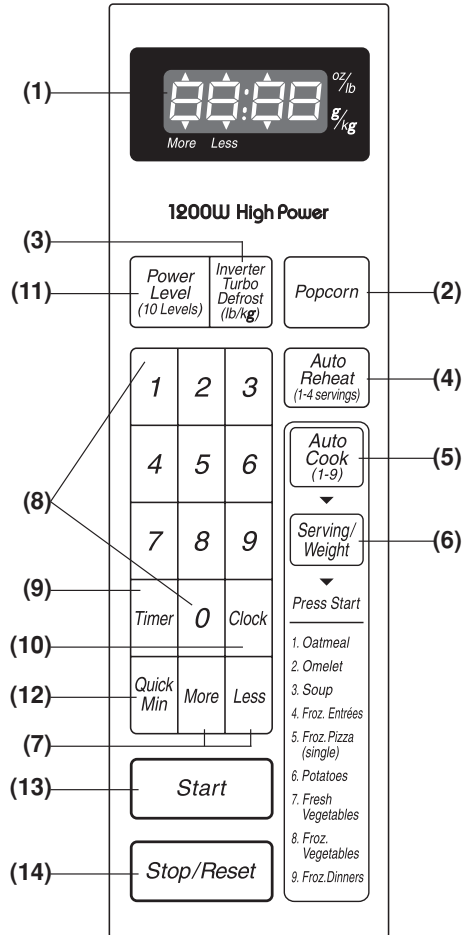 (1)
88:88
oz/lb
g/kg
More Less
1200W High Power
(3)
(11)
Power
Level
(10 Levels)
Inverter
Turbo
Defrost
(lb/kg)
Popcorn
(2)
1 2 3
4 5 6
7 8 9
(8)
Auto
Reheat
(1-4 servings)
(4)
Auto
Cook
(1-9)
(5)
Serving/
Weight
(6)
Press Start
(9)
Timer 0 Clock
(10)
(12)
Quick
Min
More Less
(7)
1. Oatmeal
2. Omelet
3. Soup
4. Froz. Entrées
5. Froz. Pizza
(single)
6. Potatoes
7. Fresh
Vegetables
8. Froz.
Vegetables
9. Froz. Dinners
(13)
Start
(14)
Stop/Reset